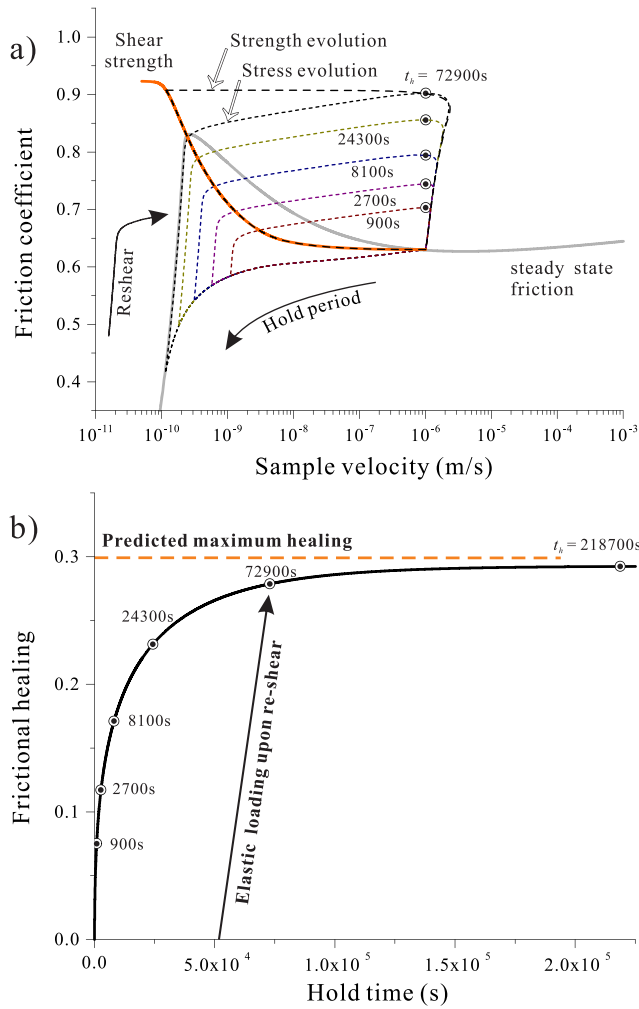 a)
1.0
0.9
0.8
0.7
0.6
0.5
0.4
Friction coefficient
Shear
strength
Strength evolution
Stress evolution
t_h = 72900s
24300s
8100s
2700s
900s
steady state
friction
Reshear
Hold period
10^-11
10^-10
10^-9
10^-8
10^-7
10^-6
10^-5
10^-4
10^-3
Sample velocity (m/s)
b)
Predicted maximum healing
t_h = 218700s
72900s
24300s
8100s
2700s
900s
Elastic loading upon re-shear
0.3
0.2
0.1
0.0
Frictional healing
0.0
5.0x10^4
1.0x10^5
1.5x10^5
2.0x10^5
Hold time (s)